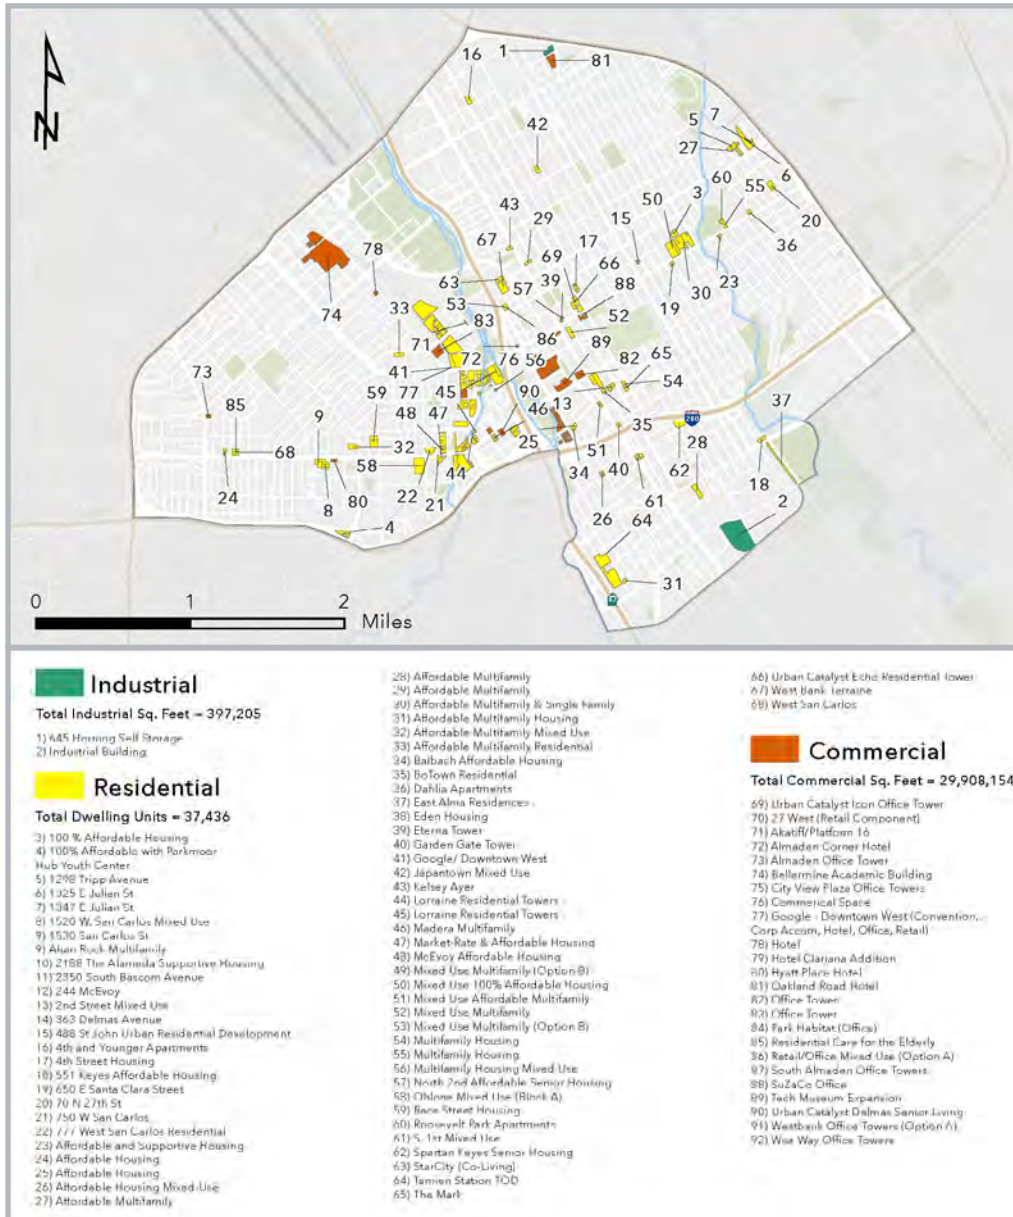 N
1
81
16
42
7
5
27
6
60
55
3
50
20
36
43
29
15
67
17
69
66
23
78
63
39
88
19
30
74
57
53
52
33
86
83
71
89
82
65
72
76
56
41
73
77
45
90
46
13
54
59
48
280
37
85
9
47
35
25
51
28
32
68
58
44
34
40
62
24
80
22
21
61
18
8
26
2
4
64
31
0
1
2
Miles
Industrial
Total Industrial Sq. Feet = 397,205
1) 645 Horning Self Storage
2) Industrial Building
Residential
Total Dwelling Units = 37,436
3) 100 % Affordable Housing
4) 100% Affordable with Parkmoor
Hub Youth Center
5) 1298 Tripp Avenue
6) 1325 E Julian St
7) 1347 E Julian St
8) 1520 W. San Carlos Mixed Use
9) 1530 San Carlos St
9) Alum Rock Multifamily
10) 2188 The Alameda Supportive Housing
11) 2350 South Bascom Avenue
12) 244 McEvoy
13) 2nd Street Mixed Use
14) 363 Delmas Avenue
15) 488 St John Urban Residential Development
16) 4th and Younger Apartments
17) 4th Street Housing
18) 551 Keyes Affordable Housing
19) 650 E Santa Clara Street
20) 70 N 27th St
21) 750 W San Carlos
22) 777 West San Carlos Residential
23) Affordable and Supportive Housing
24) Affordable Housing
25) Affordable Housing
26) Affordable Housing Mixed-Use
27) Affordable Multifamily
28) Affordable Multifamily
29) Affordable Multifamily
30) Affordable Multifamily & Single Family
31) Affordable Multifamily Housing
32) Affordable Multifamily Mixed Use
33) Affordable Multifamily Residential
34) Balbach Affordable Housing
35) BoTown Residential
36) Dahlia Apartments
37) East Alma Residences
38) Eden Housing
39) Eterna Tower
40) Garden Gate Tower
41) Google/ Downtown West
42) Japantown Mixed Use
43) Kelsey Ayer
44) Lorraine Residential Towers
45) Lorraine Residential Towers
46) Madera Multifamily
47) Market-Rate & Affordable Housing
48) McEvoy Affordable Housing
49) Mixed Use Multifamily (Option B)
50) Mixed Use 100% Affordable Housing
51) Mixed Use Affordable Multifamily
52) Mixed Use Multifamily
53) Mixed Use Multifamily (Option B)
54) Multifamily Housing
55) Multifamily Housing
56) Multifamily Housing Mixed Use
57) North 2nd Affordable Senior Housing
58) Ohlone Mixed Use (Block A)
59) Race Street Housing
60) Roosevelt Park Apartments
61) S. 1st Mixed Use
62) Spartan Keyes Senior Housing
63) StarCity (Co-Living)
64) Tamien Station TOD
65) The Mark
66) Urban Catalyst Echo Residential Tower
67) West Bank Terraine
68) West San Carlos
Commercial
Total Commercial Sq. Feet = 29,908,154
69) Urban Catalyst Icon Office Tower
70) 27 West (Retail Component)
71) Akatiff/Platform 16
72) Almaden Corner Hotel
73) Almaden Office Tower
74) Bellermine Academic Building
75) City View Plaza Office Towers
76) Commerical Space
77) Google - Downtown West (Convention,
Corp Accom, Hotel, Office, Retail)
78) Hotel
79) Hotel Clariana Addition
80) Hyatt Place Hotel
81) Oakland Road Hotel
82) Office Tower
83) Office Tower
84) Park Habitat (Office)
85) Residential Care for the Elderly
86) Retail/Office Mixed Use (Option A)
87) South Almaden Office Towers
88) SuZaCo Office
89) Tech Museum Expansion
90) Urban Catalyst Delmas Senior Living
91) Westbank Office Towers (Option A)
92) Woz Way Office Towers